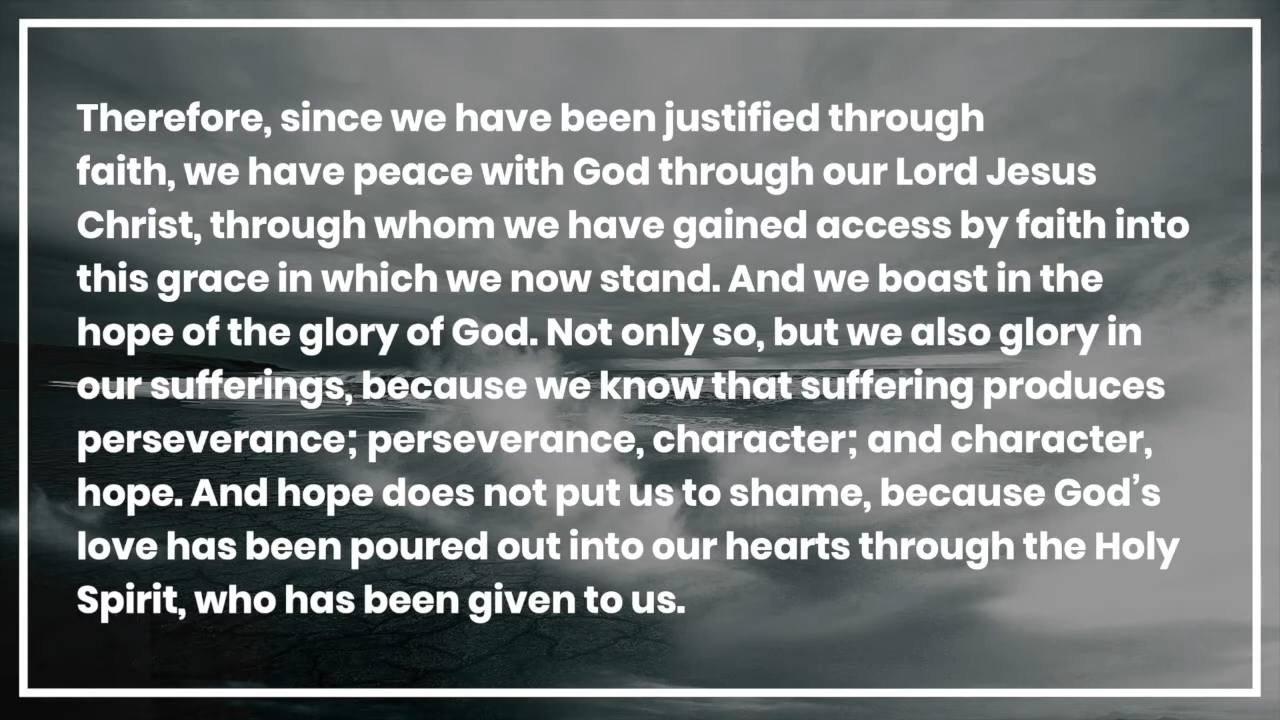 Therefore, since we have been justified through
faith, we have peace with God through our Lord Jesus
Christ, through whom we have gained access by faith into
this grace in which we now stand. And we boast in the
hope of the glory of God. Not only so, but we also glory in
our sufferings, because we know that suffering produces
perseverance; perseverance, character; and character,
hope. And hope does not put us to shame, because God’s
love has been poured out into our hearts through the Holy
Spirit, who has been given to us.